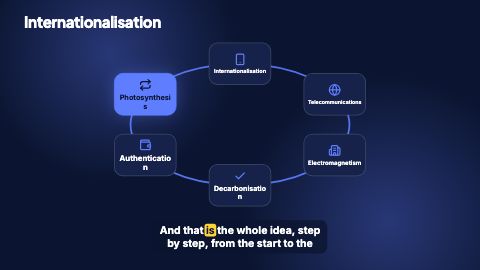 Internationalisation
Internationalisation
Telecommunications
Electromagnetism
Decarbonisatio
n
Authenticatio
n
Photosynthesi
s
And that is the whole idea, step
by step, from the start to the